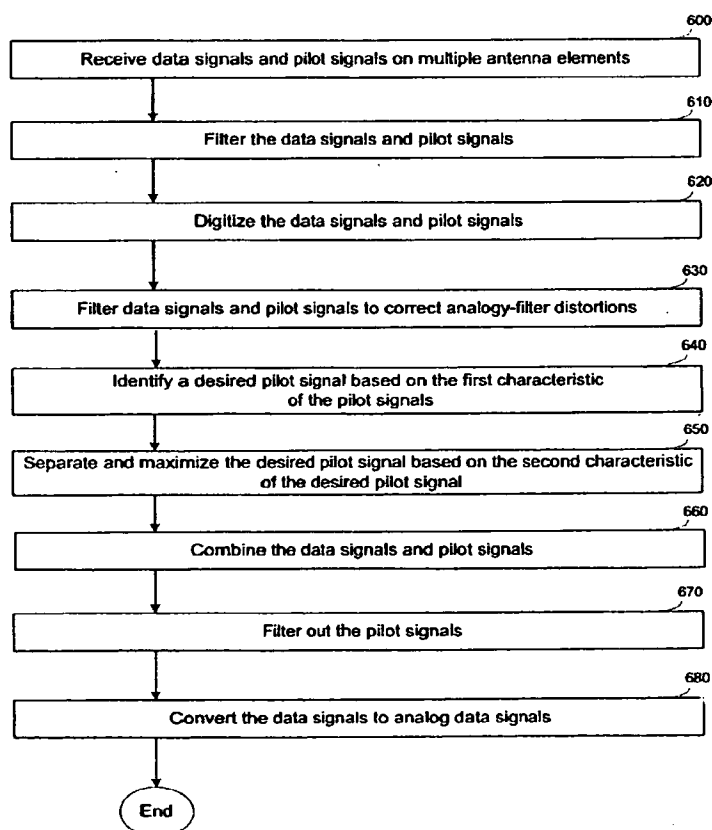 600
Receive data signals and pilot signals on multiple antenna elements
610
Filter the data signals and pilot signals
620
Digitize the data signals and pilot signals
630
Filter data signals and pilot signals to correct analogy-filter distortions
640
Identify a desired pilot signal based on the first characteristic
of the pilot signals
650
Separate and maximize the desired pilot signal based on the second characteristic
of the desired pilot signal
660
Combine the data signals and pilot signals
670
Filter out the pilot signals
680
Convert the data signals to analog data signals
End